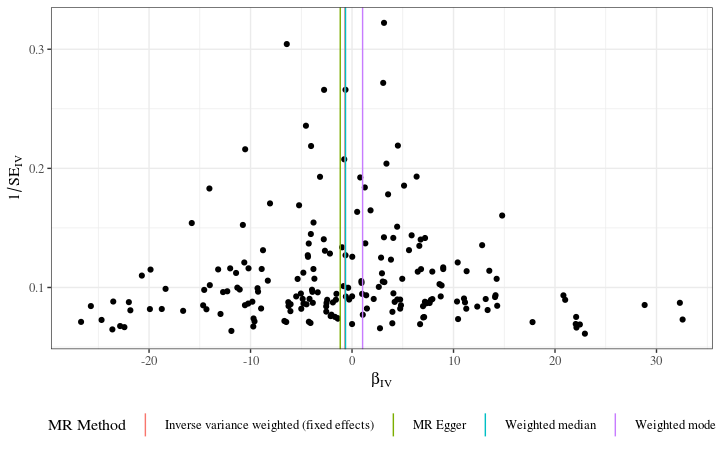 0.3
0.2
0.1
1/SE_IV
-20 -10 0 10 20 30
β_IV
MR Method Inverse variance weighted (fixed effects) MR Egger Weighted median Weighted mode